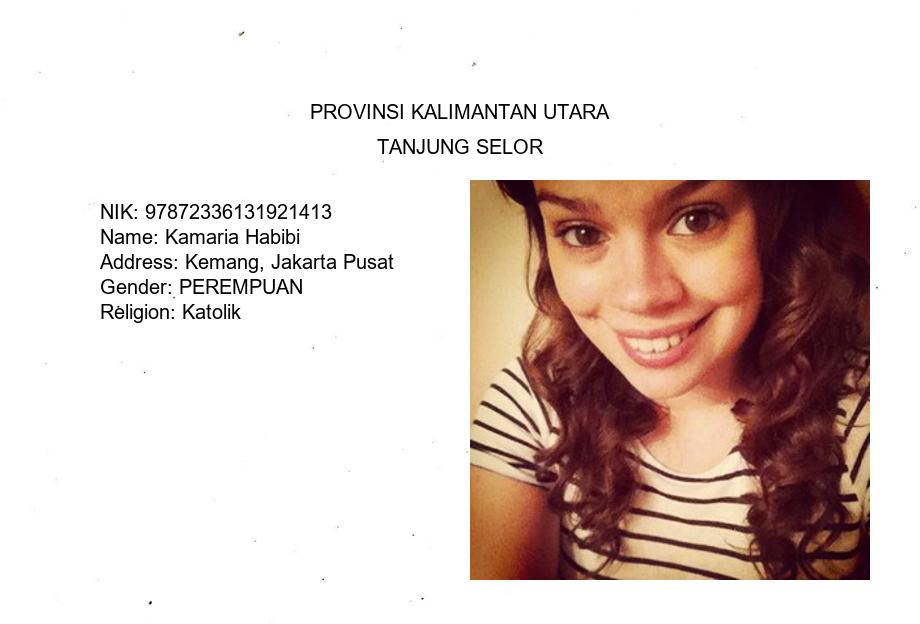 PROVINSI KALIMANTAN UTARA
TANJUNG SELOR
NIK: 97872336131921413
Name: Kamaria Habibi
Address: Kemang, Jakarta Pusat
Gender: PEREMPUAN
Religion: Katolik